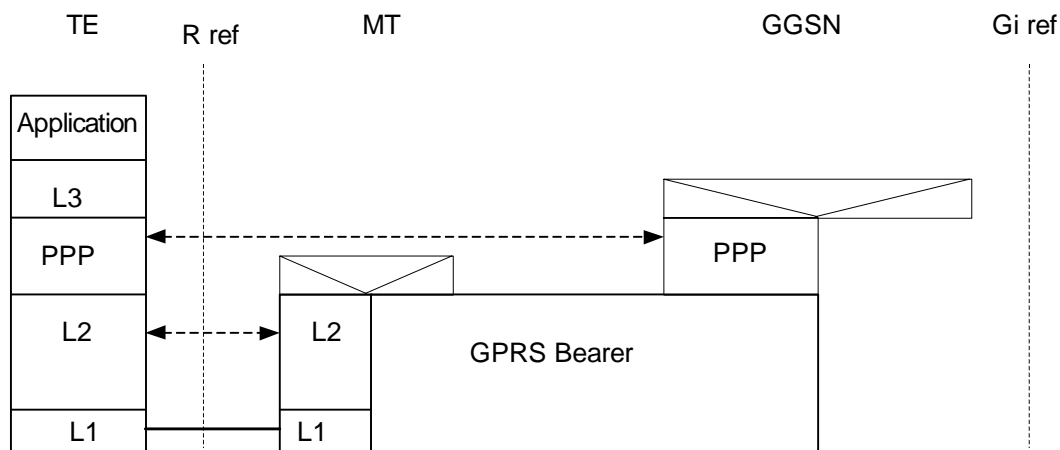 TE
R ref
MT
GGSN
Gi ref
Application
L3
PPP
PPP
L2
L2
GPRS Bearer
L1
L1